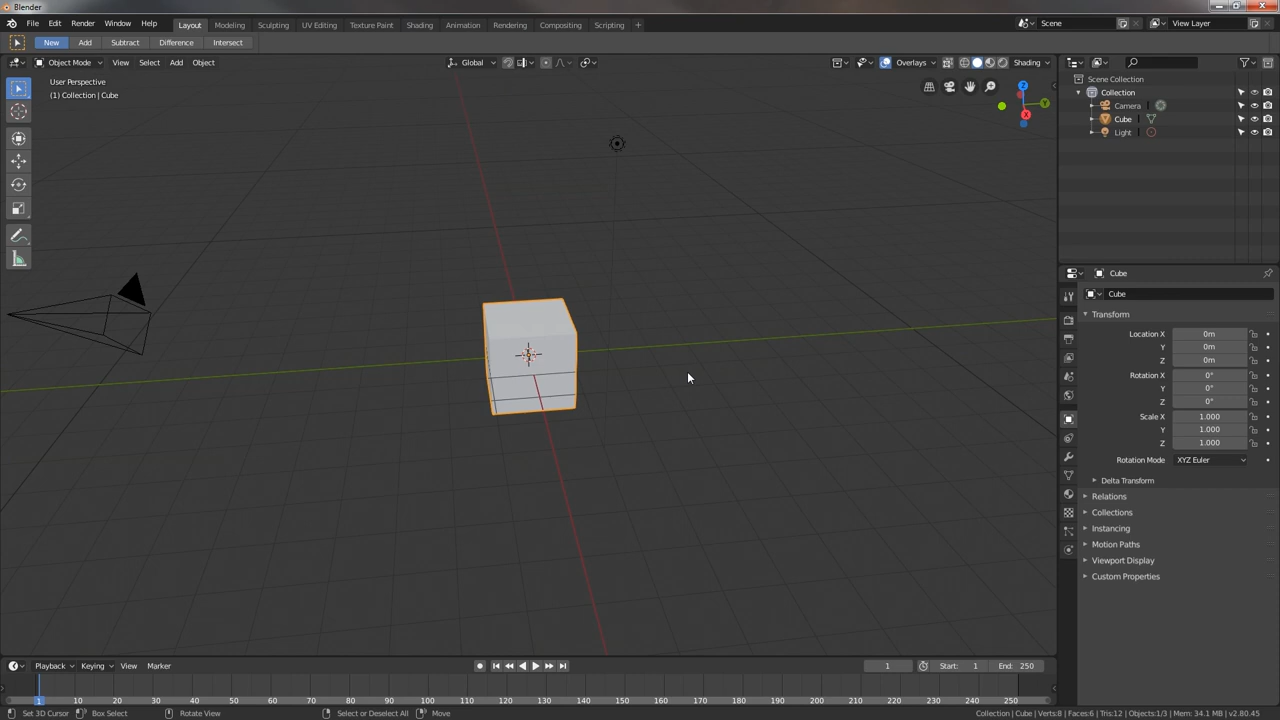 Blender
File Edit Render Window Help Layout Modeling Sculpting UV Editing Texture Paint Shading Animation Rendering Compositing Scripting + Scene View Layer
New Add Subtract Difference Intersect
Object Mode View Select Add Object Global Overlays Shading
User Perspective
(1) Collection | Cube
Z
Y
X
Scene Collection
Collection
Camera
Cube
Light
Cube
Cube
Transform
Location X 0m
Y 0m
Z 0m
Rotation X 0°
Y 0°
Z 0°
Scale X 1.000
Y 1.000
Z 1.000
Rotation Mode XYZ Euler
Delta Transform
Relations
Collections
Instancing
Motion Paths
Viewport Display
Custom Properties
Playback Keying View Marker 1 Start: 1 End: 250
1 10 20 30 40 50 60 70 80 90 100 110 120 130 140 150 160 170 180 190 200 210 220 230 240 250
Set 3D Cursor Box Select Rotate View Select or Deselect All Move Collection | Cube | Verts:8 | Faces:6 | Tris:12 | Objects:1/3 | Mem: 34.1 MB | v2.80.45